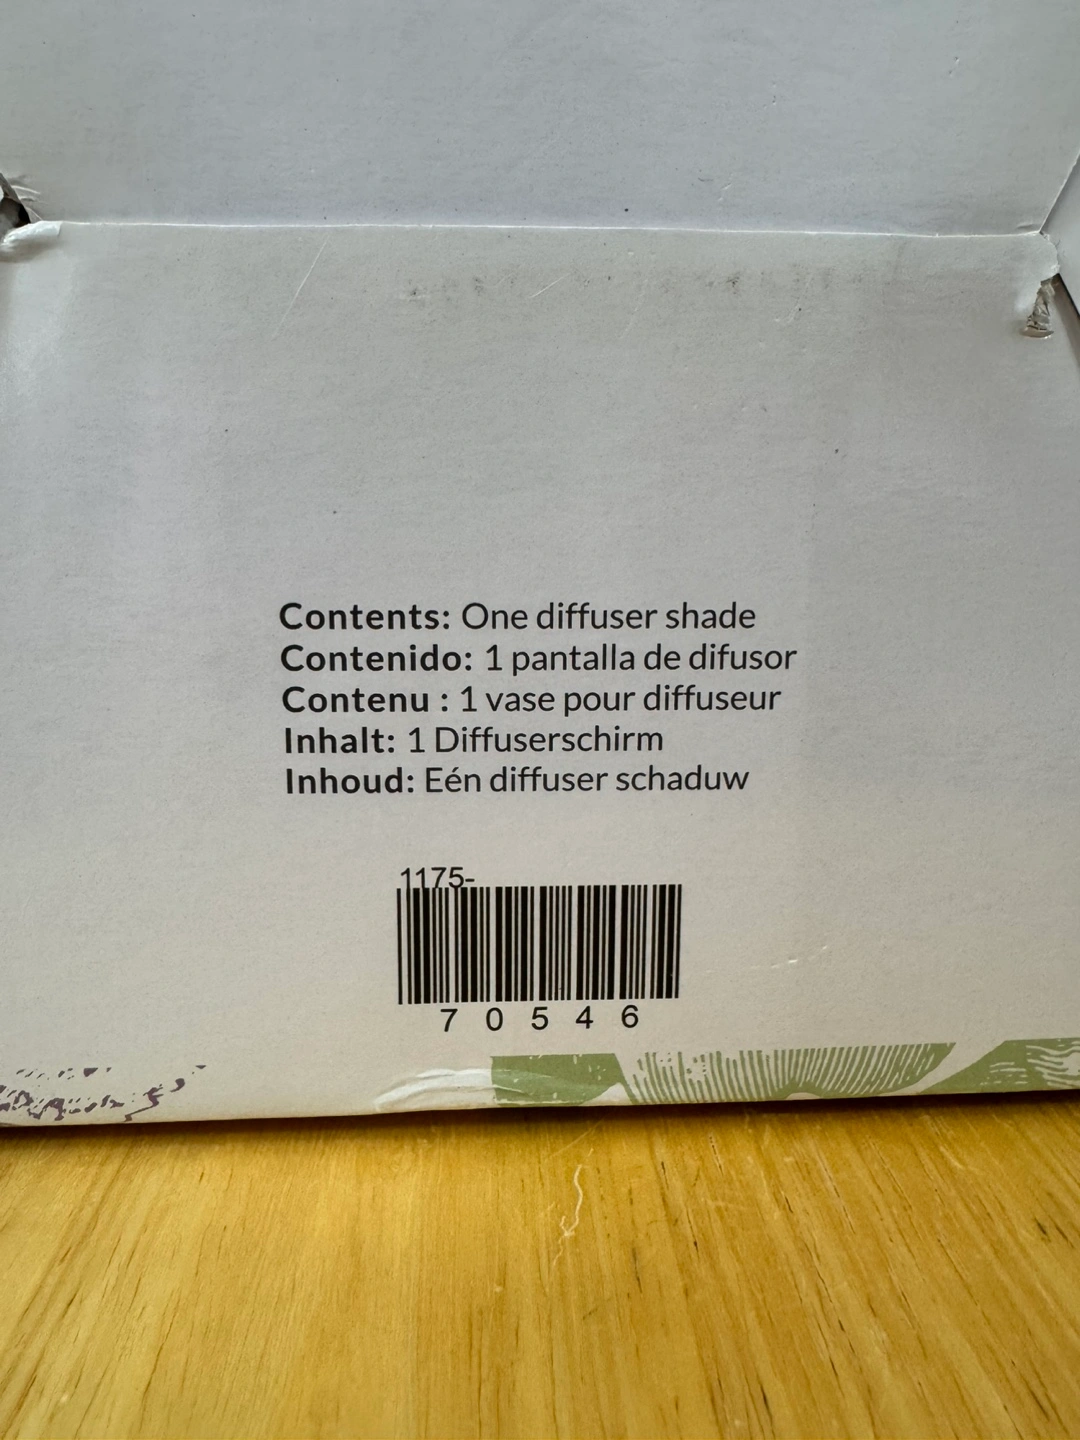 Contents: One diffuser shade
Contenido: 1 pantalla de difusor
Contenu : 1 vase pour diffuseur
Inhalt: 1 Diffuserschirm
Inhoud: Eén diffuser schaduw
1175-
7 0 5 4 6